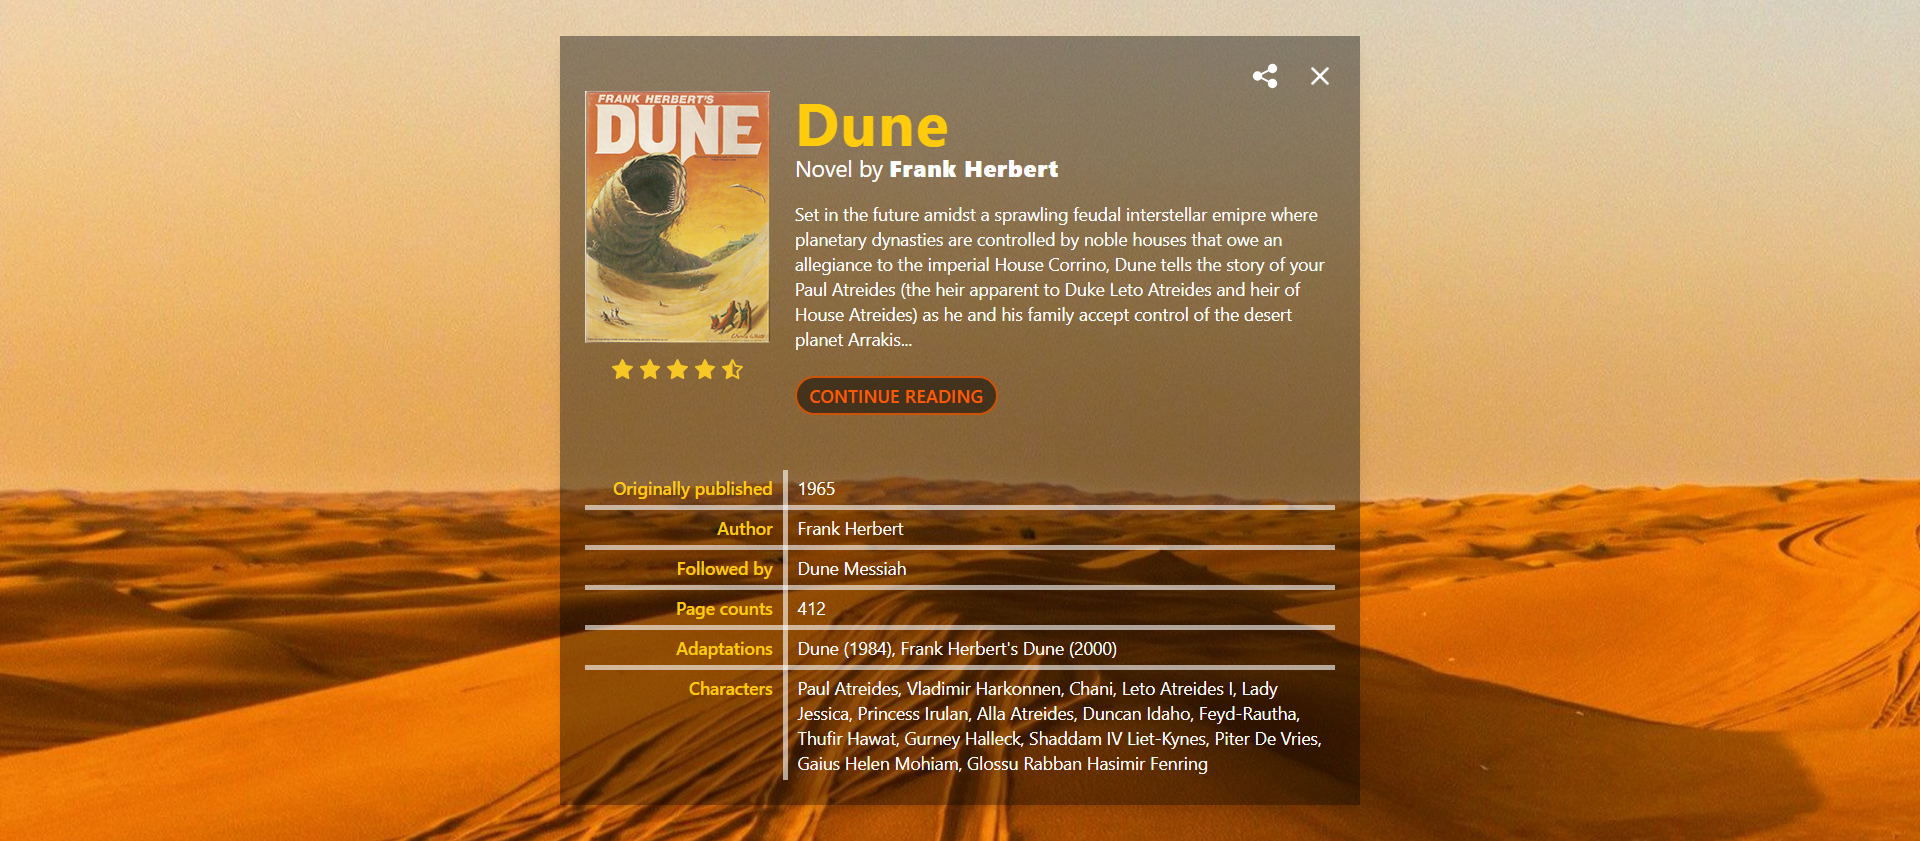 FRANK HERBERT'S
DUNE
Dune
Novel by Frank Herbert
Set in the future amidst a sprawling feudal interstellar emipre where
planetary dynasties are controlled by noble houses that owe an
allegiance to the imperial House Corrino, Dune tells the story of your
Paul Atreides (the heir apparent to Duke Leto Atreides and heir of
House Atreides) as he and his family accept control of the desert
planet Arrakis...
CONTINUE READING
Originally published 1965
Author Frank Herbert
Followed by Dune Messiah
Page counts 412
Adaptations Dune (1984), Frank Herbert's Dune (2000)
Characters Paul Atreides, Vladimir Harkonnen, Chani, Leto Atreides I, Lady
Jessica, Princess Irulan, Alla Atreides, Duncan Idaho, Feyd-Rautha,
Thufir Hawat, Gurney Halleck, Shaddam IV Liet-Kynes, Piter De Vries,
Gaius Helen Mohiam, Glossu Rabban Hasimir Fenring